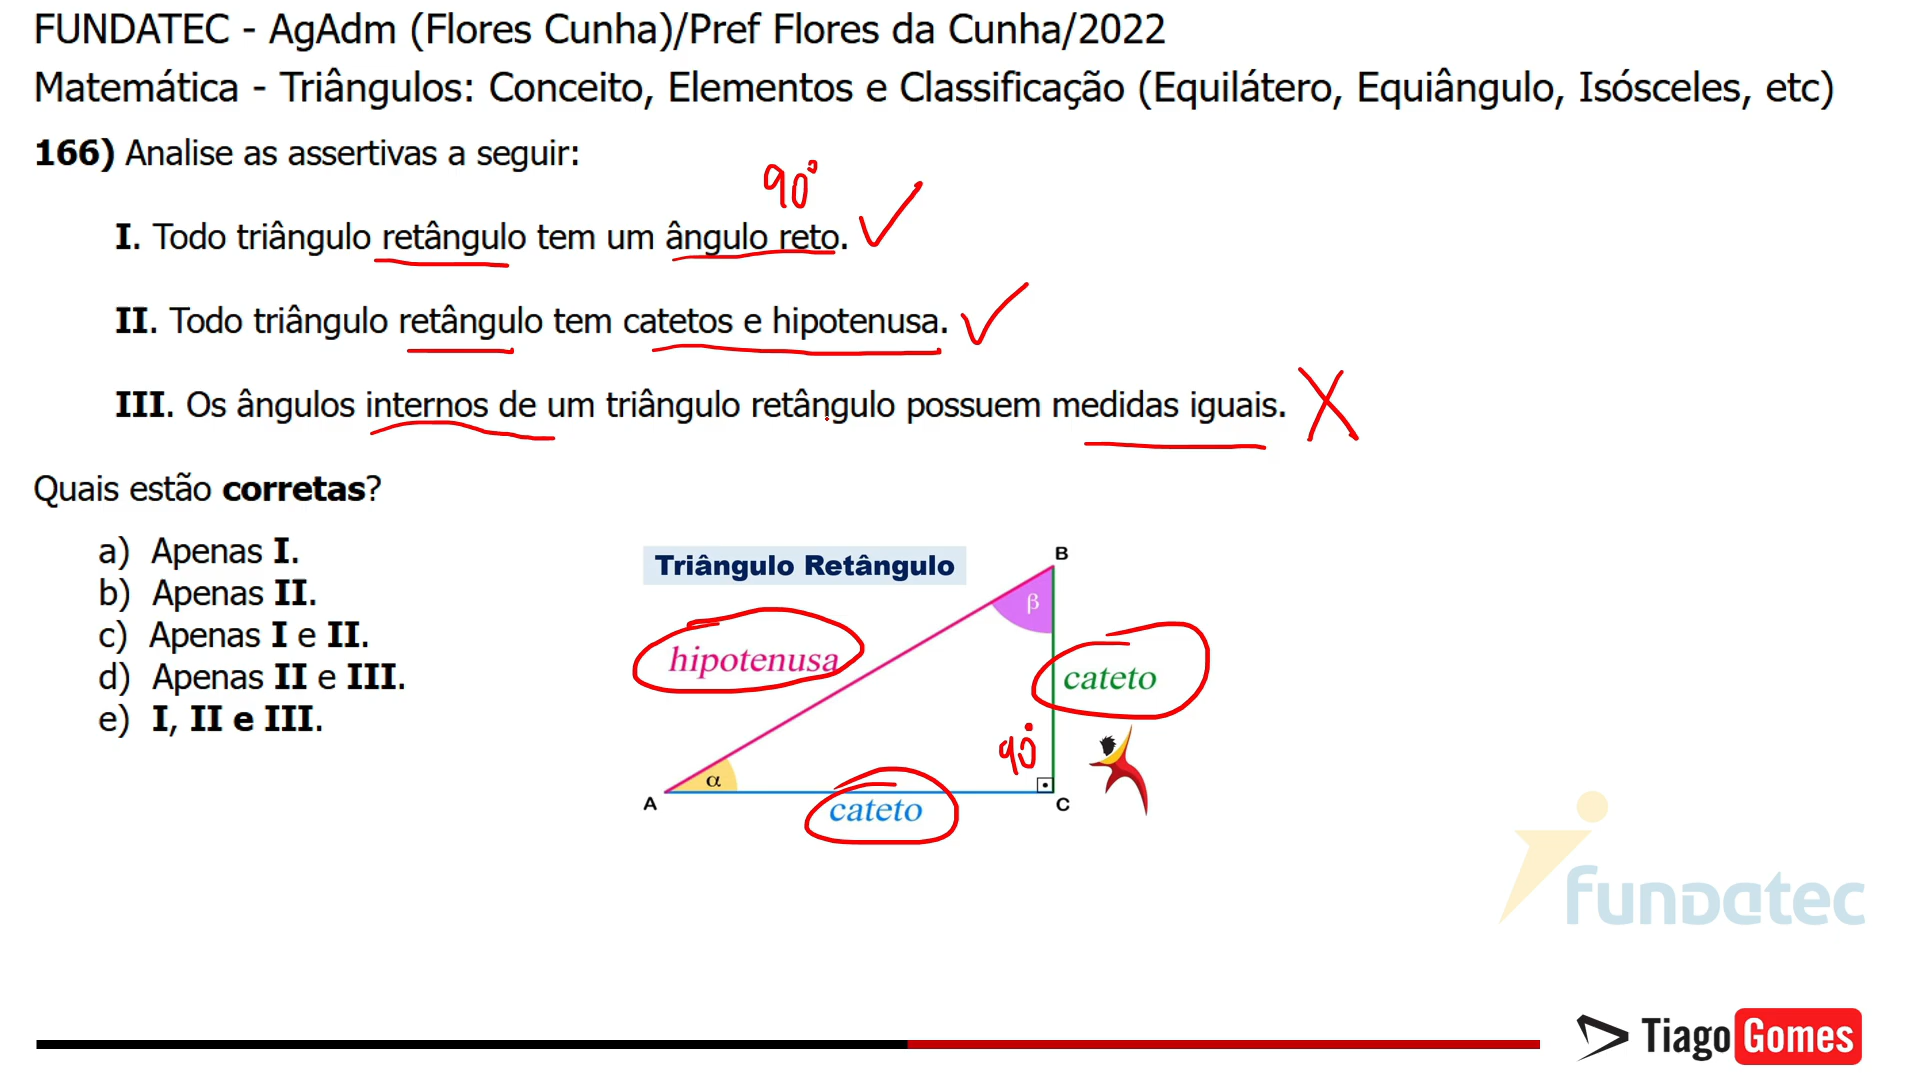 FUNDATEC - AgAdm (Flores Cunha)/Pref Flores da Cunha/2022
Matemática - Triângulos: Conceito, Elementos e Classificação (Equilátero, Equiângulo, Isósceles, etc)
166) Analise as assertivas a seguir:
90°
I. Todo triângulo retângulo tem um ângulo reto.
II. Todo triângulo retângulo tem catetos e hipotenusa.
III. Os ângulos internos de um triângulo retângulo possuem medidas iguais.
Quais estão corretas?
a) Apenas I.
b) Apenas II.
c) Apenas I e II.
d) Apenas II e III.
e) I, II e III.
Triângulo Retângulo
B
β
hipotenusa
cateto
90°
α
A
cateto
C
fundatec
Tiago Gomes